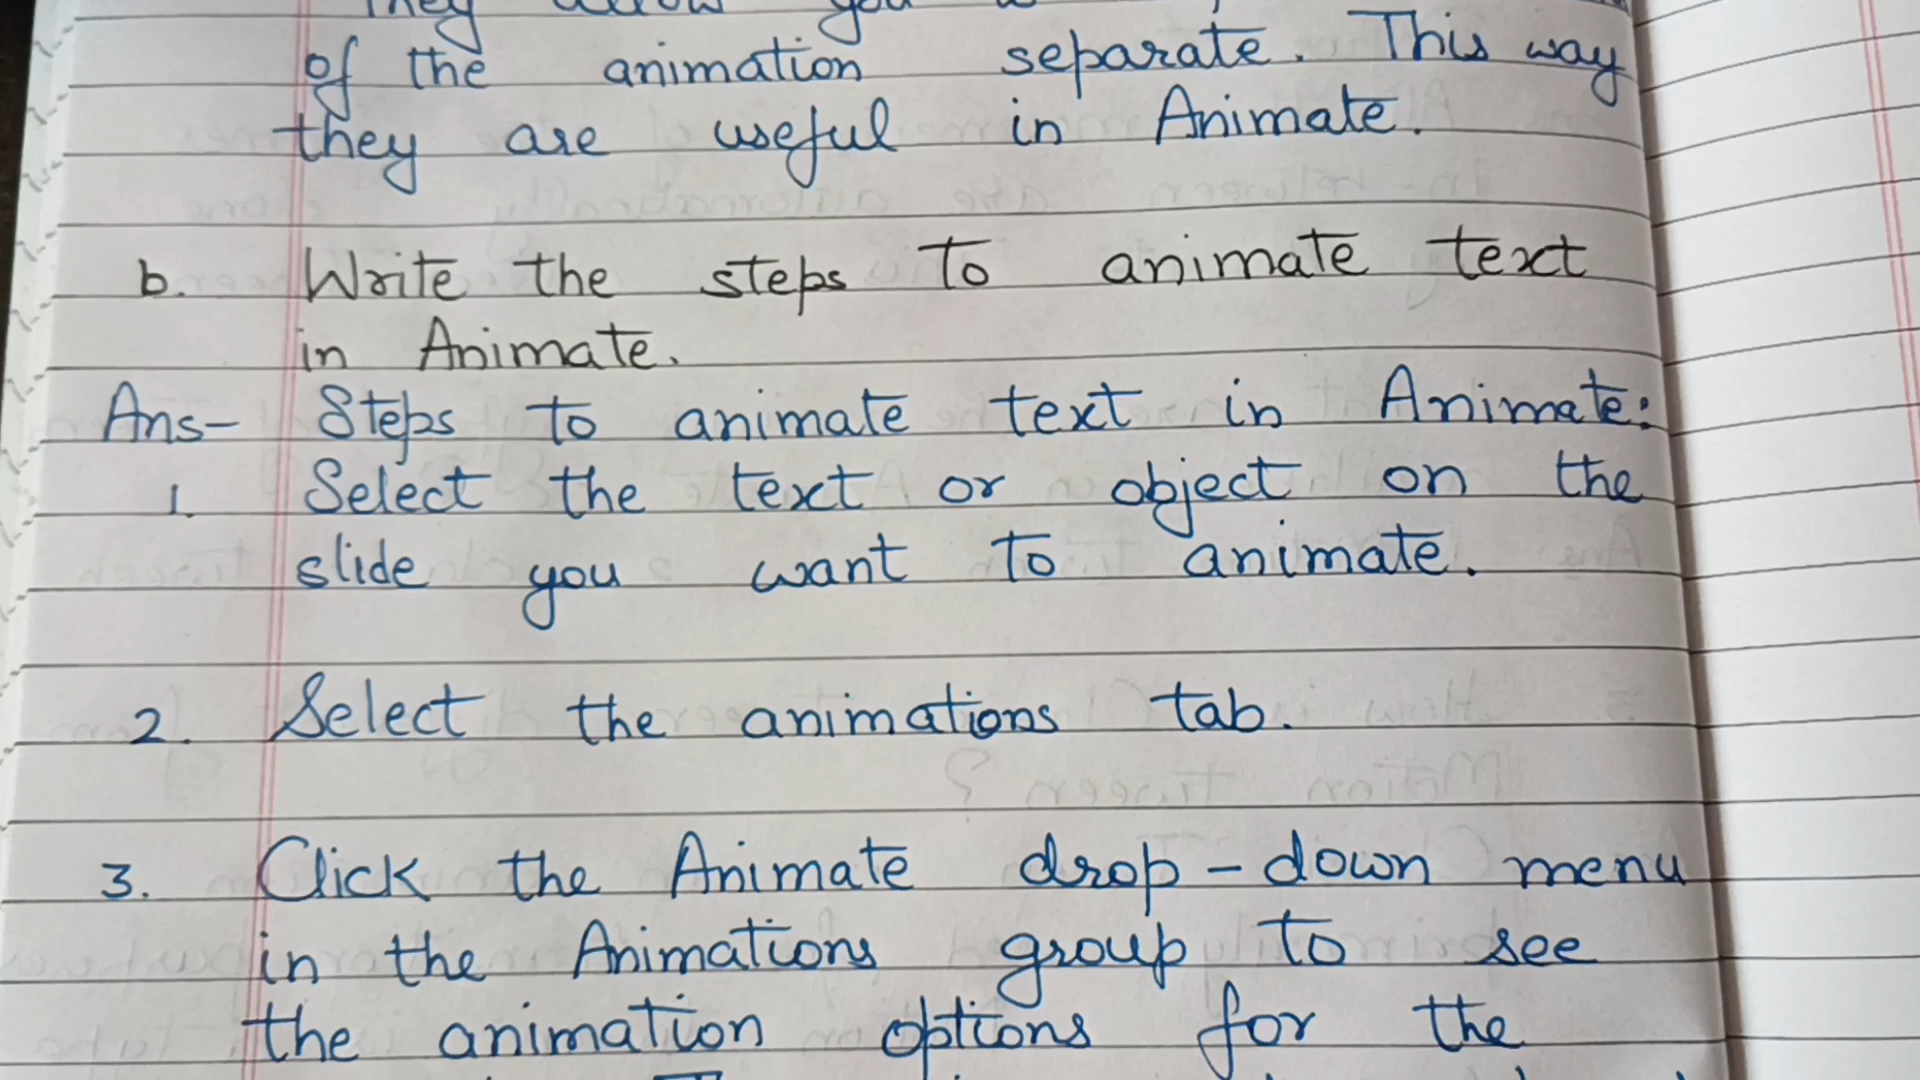 They allow you
of the animation separate. This way
they are useful in Animate.
b. Write the steps to animate text
in Animate.
Ans- Steps to animate text in Animate:
1. Select the text or object on the
slide you want to animate.
2. Select the animations tab.
3. Click the Animate drop-down menu
in the Animations group to see
the animation options for the